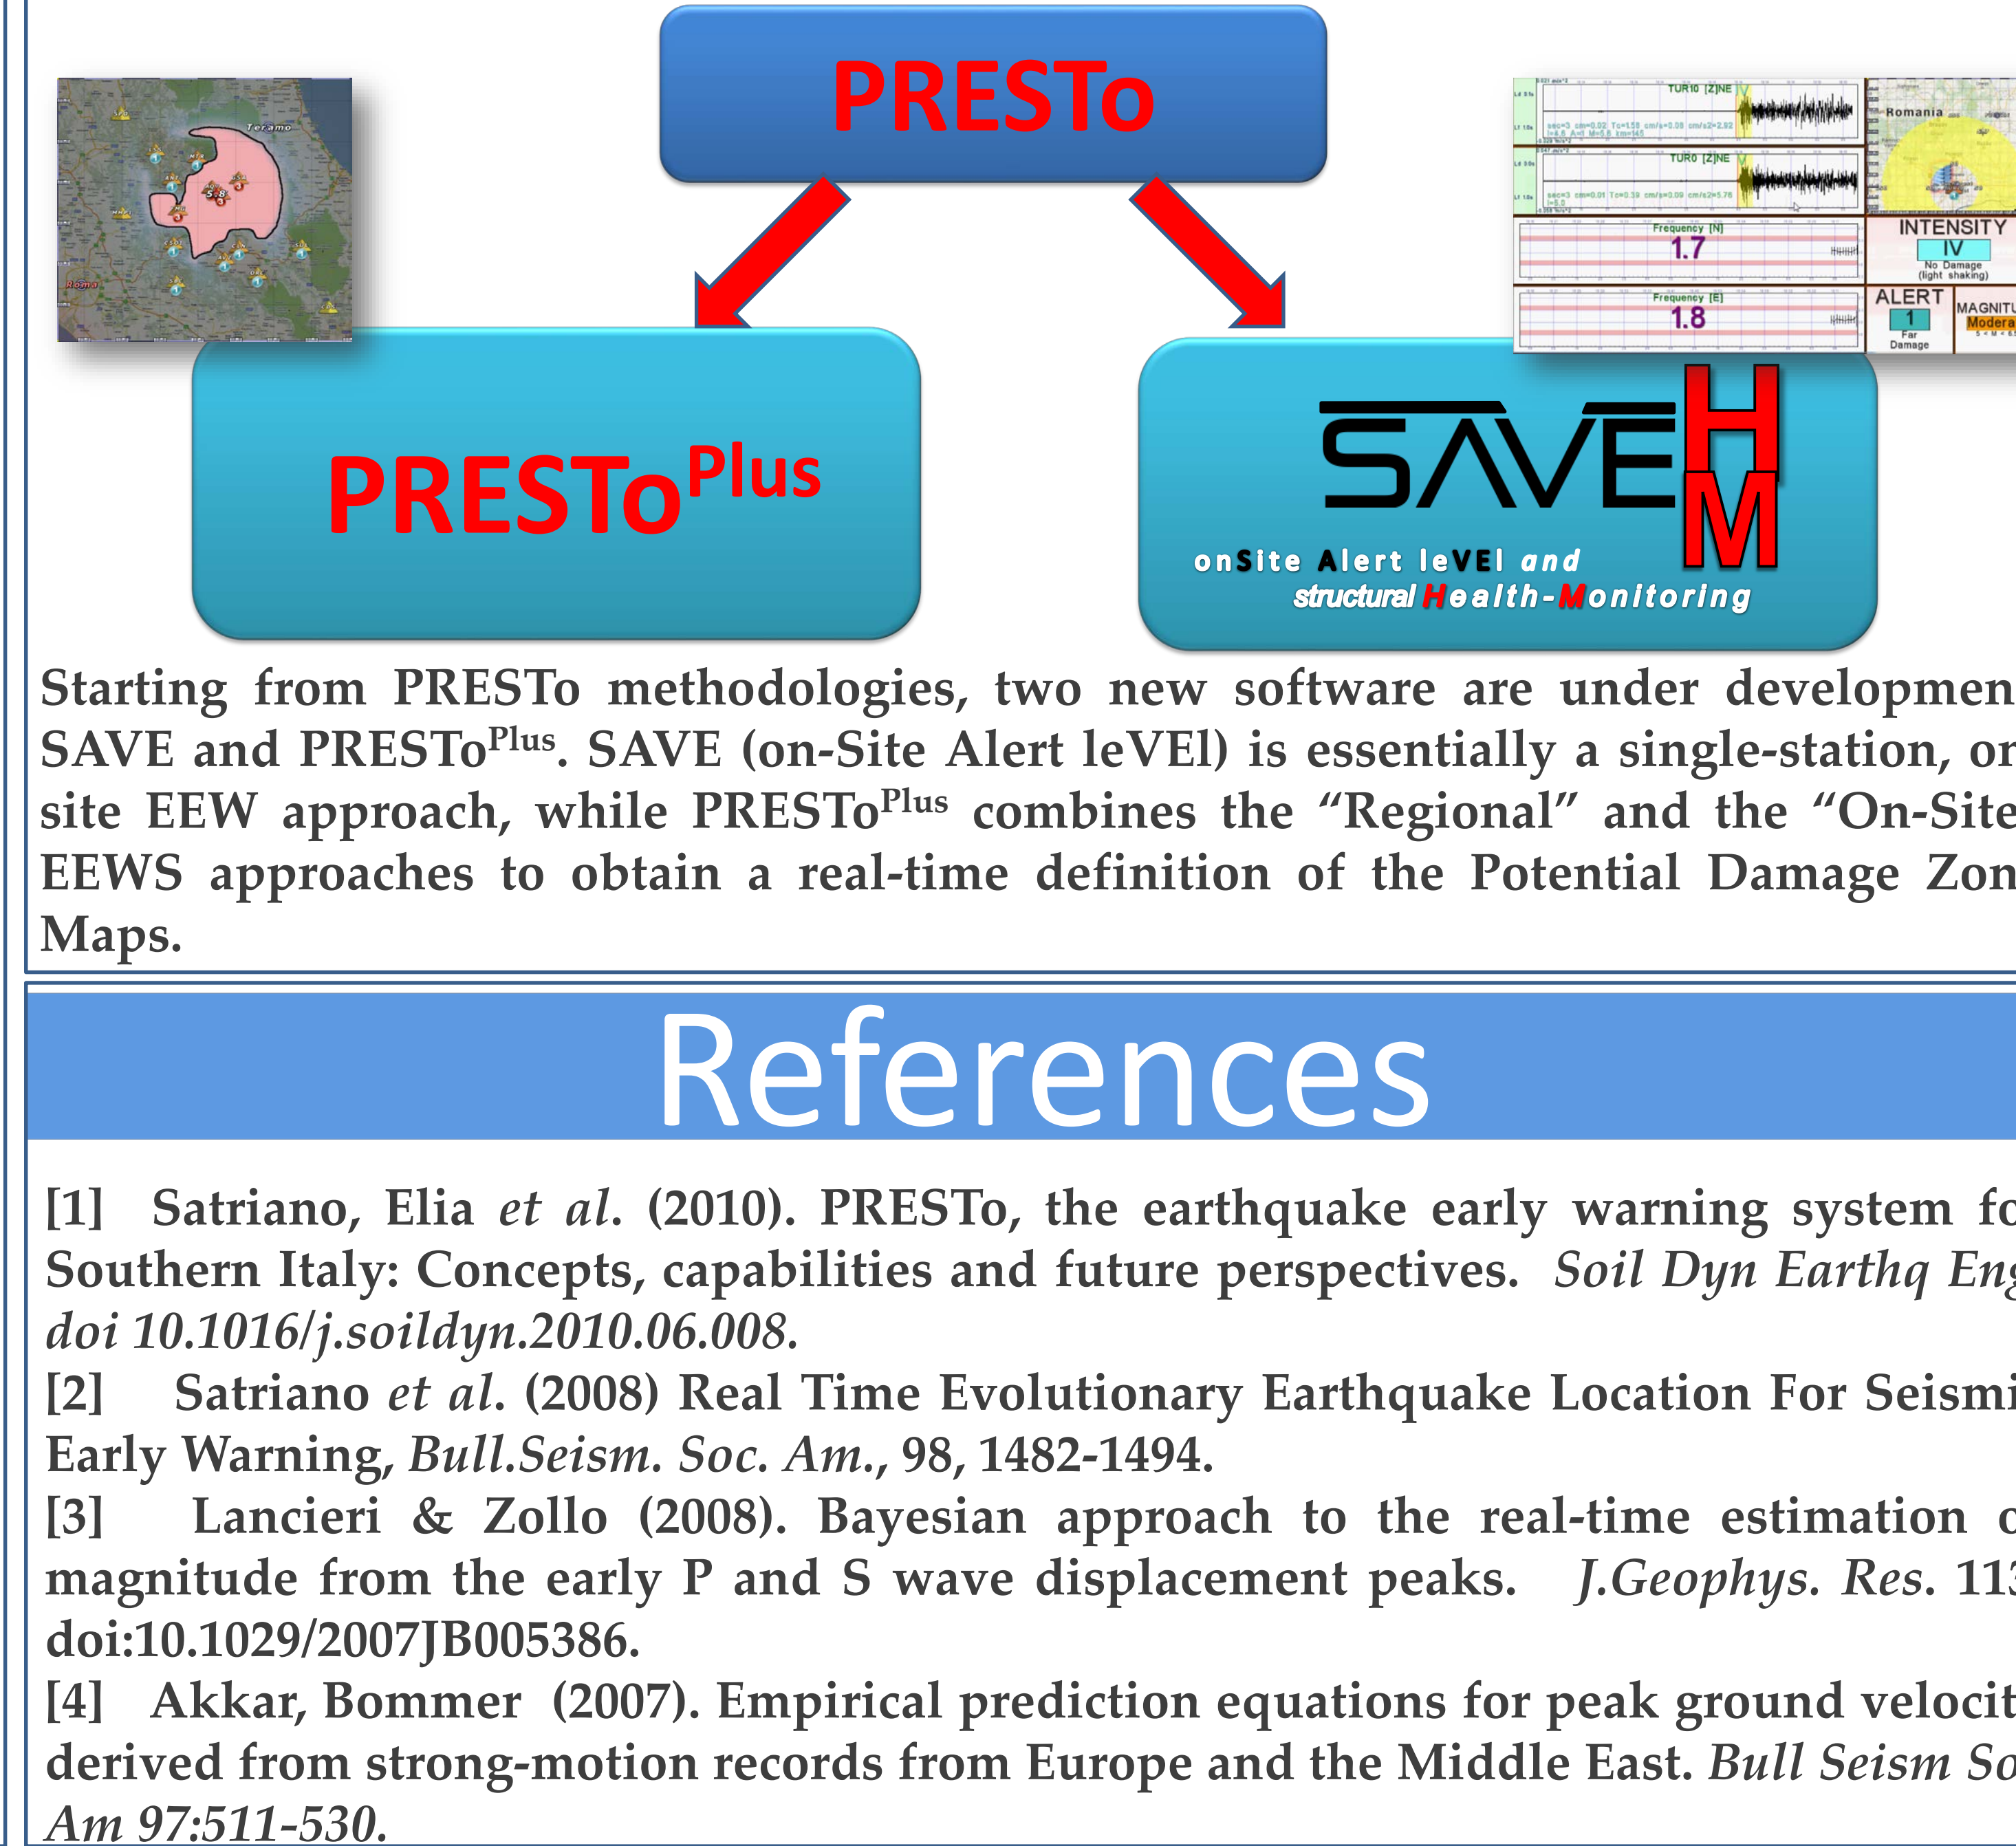 PRESTo
Teramo
Roma
TUR10 [Z]NE
TUR0 [Z]NE
Romania
Frequency [N]
1.7
INTENSITY
IV
No Damage
(light shaking)
Frequency [E]
1.8
ALERT
1
Far
Damage
PRESToPlus
SAVE
H
M
onSite Alert leVEl and
structural Health-Monitoring
Starting from PRESTo methodologies, two new software are under developmen
SAVE and PRESToPlus. SAVE (on-Site Alert leVEl) is essentially a single-station, on
site EEW approach, while PRESToPlus combines the “Regional” and the “On-Site
EEWS approaches to obtain a real-time definition of the Potential Damage Zon
Maps.
References
[1] Satriano, Elia et al. (2010). PRESTo, the earthquake early warning system fo
Southern Italy: Concepts, capabilities and future perspectives. Soil Dyn Earthq Eng
doi 10.1016/j.soildyn.2010.06.008.
[2] Satriano et al. (2008) Real Time Evolutionary Earthquake Location For Seismi
Early Warning, Bull.Seism. Soc. Am., 98, 1482-1494.
[3] Lancieri & Zollo (2008). Bayesian approach to the real-time estimation o
magnitude from the early P and S wave displacement peaks. J.Geophys. Res. 113
doi:10.1029/2007JB005386.
[4] Akkar, Bommer (2007). Empirical prediction equations for peak ground velocit
derived from strong-motion records from Europe and the Middle East. Bull Seism So
Am 97:511-530.